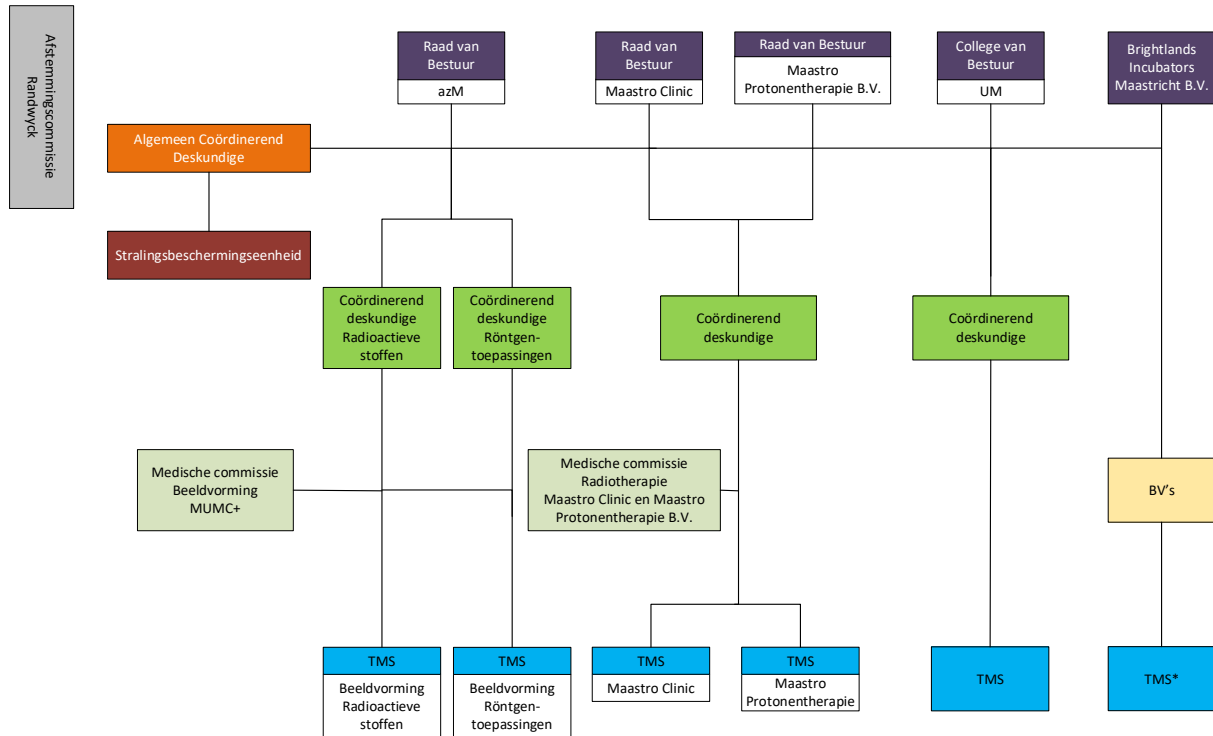 Afstemmingscommissie
Randwyck
Raad van
Bestuur
azM
Raad van
Bestuur
Maastro Clinic
Raad van Bestuur
Maastro
Protonentherapie B.V.
College van
Bestuur
UM
Brightlands
Incubators
Maastricht B.V.
Algemeen Coördinerend
Deskundige
Stralingsbeschermingseenheid
Coördinerend
deskundige
Radioactieve
stoffen
Coördinerend
deskundige
Röntgen-
toepassingen
Coördinerend
deskundige
Coördinerend
deskundige
Medische commissie
Beeldvorming
MUMC+
Medische commissie
Radiotherapie
Maastro Clinic en Maastro
Protonentherapie B.V.
BV's
TMS
Beeldvorming
Radioactieve
stoffen
TMS
Beeldvorming
Röntgen-
toepassingen
TMS
Maastro Clinic
TMS
Maastro
Protonentherapie
TMS
TMS*